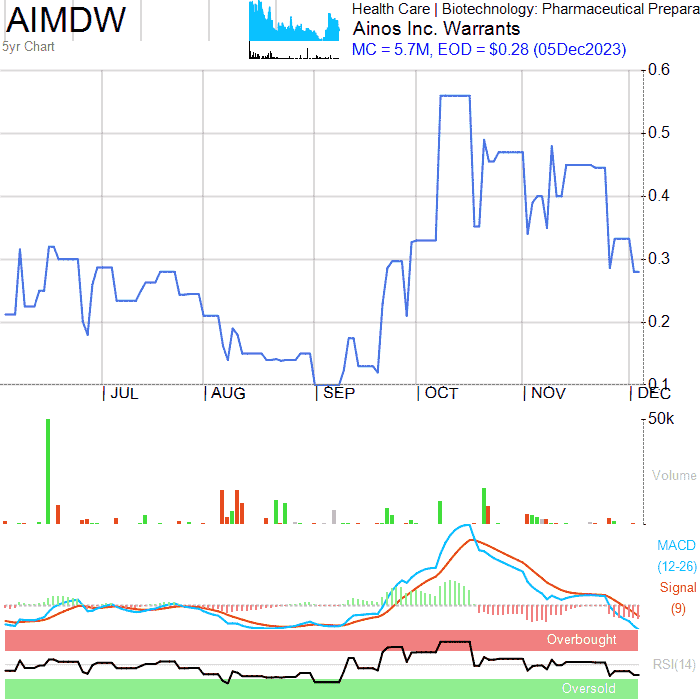 AIMDW
5yr Chart
Health Care | Biotechnology: Pharmaceutical Prepara
Ainos Inc. Warrants
MC = 5.7M, EOD = $0.28 (05Dec2023)
0.6
0.5
0.4
0.3
0.2
0.1
JUL
AUG
SEP
OCT
NOV
DEC
50k
Volume
MACD
(12-26)
Signal
(9)
Overbought
RSI(14)
Oversold